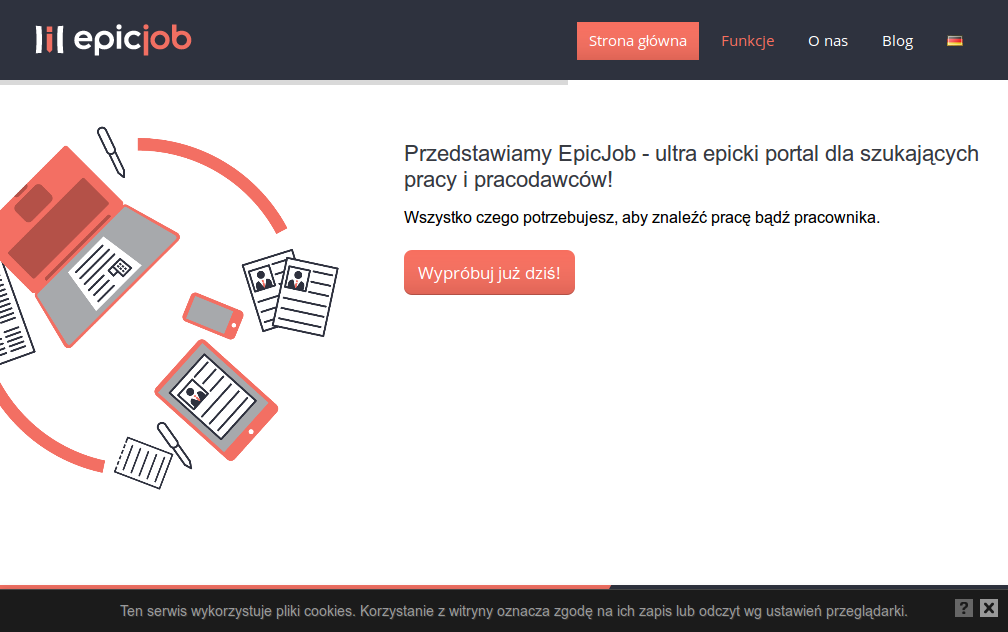 epicjob
Strona główna
Funkcje
O nas
Blog
Przedstawiamy EpicJob - ultra epicki portal dla szukających
pracy i pracodawców!
Wszystko czego potrzebujesz, aby znaleźć pracę bądź pracownika.
Wypróbuj już dziś!
Ten serwis wykorzystuje pliki cookies. Korzystanie z witryny oznacza zgodę na ich zapis lub odczyt wg ustawień przeglądarki.
?